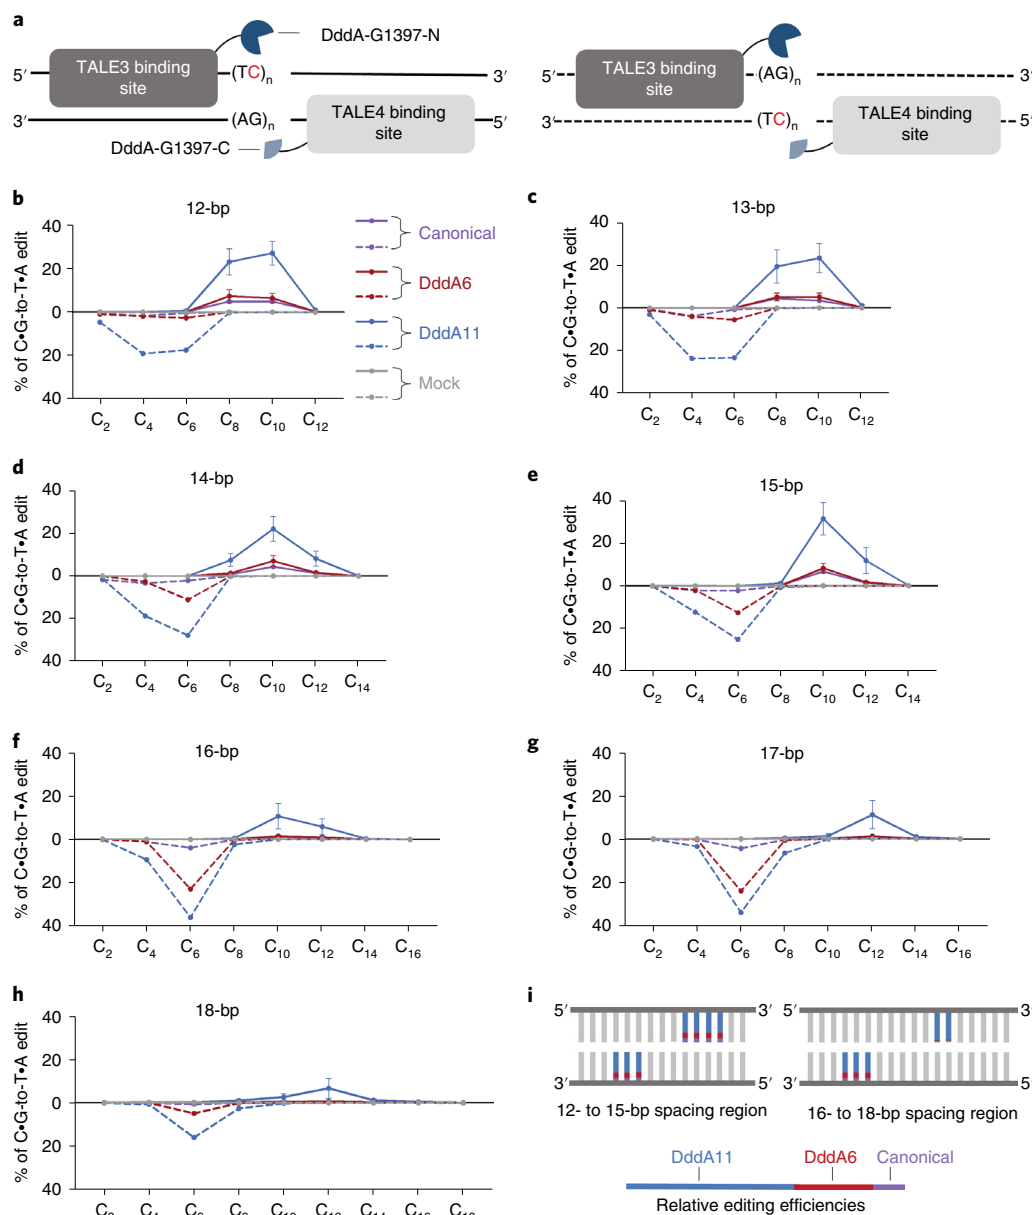 a
DddA-G1397-N
TALE3 binding site
5′ (TC)n 3′
3′ (AG)n 5′
TALE4 binding site
DddA-G1397-C
TALE3 binding site
5′ (AG)n 3′
3′ (TC)n 5′
TALE4 binding site
b
12-bp
% of C•G-to-T•A edit
40
20
0
20
40
C2 C4 C6 C8 C10 C12
Canonical
DddA6
DddA11
Mock
c
13-bp
% of C•G-to-T•A edit
40
20
0
20
40
C2 C4 C6 C8 C10 C12
d
14-bp
% of C•G-to-T•A edit
40
20
0
20
40
C2 C4 C6 C8 C10 C12 C14
e
15-bp
% of C•G-to-T•A edit
40
20
0
20
40
C2 C4 C6 C8 C10 C12 C14
f
16-bp
% of C•G-to-T•A edit
40
20
0
20
40
C2 C4 C6 C8 C10 C12 C14 C16
g
17-bp
% of C•G-to-T•A edit
40
20
0
20
40
C2 C4 C6 C8 C10 C12 C14 C16
h
18-bp
% of C•G-to-T•A edit
40
20
0
20
40
i
5′ 3′
3′ 5′
12- to 15-bp spacing region
5′ 3′
3′ 5′
16- to 18-bp spacing region
DddA11 DddA6 Canonical
Relative editing efficiencies